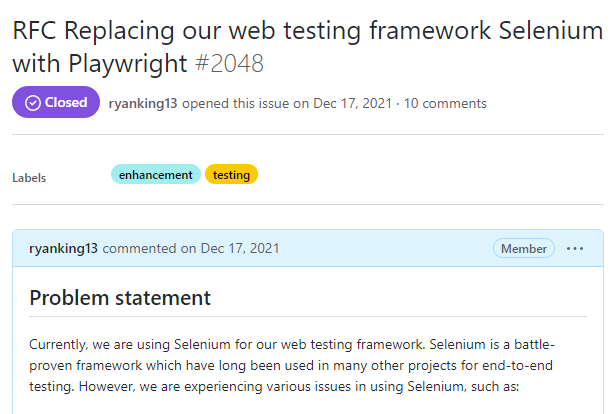 RFC Replacing our web testing framework Selenium
with Playwright #2048
Closed ryanking13 opened this issue on Dec 17, 2021 · 10 comments
Labels enhancement testing
ryanking13 commented on Dec 17, 2021 Member ...
Problem statement
Currently, we are using Selenium for our web testing framework. Selenium is a battle-
proven framework which have long been used in many other projects for end-to-end
testing. However, we are experiencing various issues in using Selenium, such as: